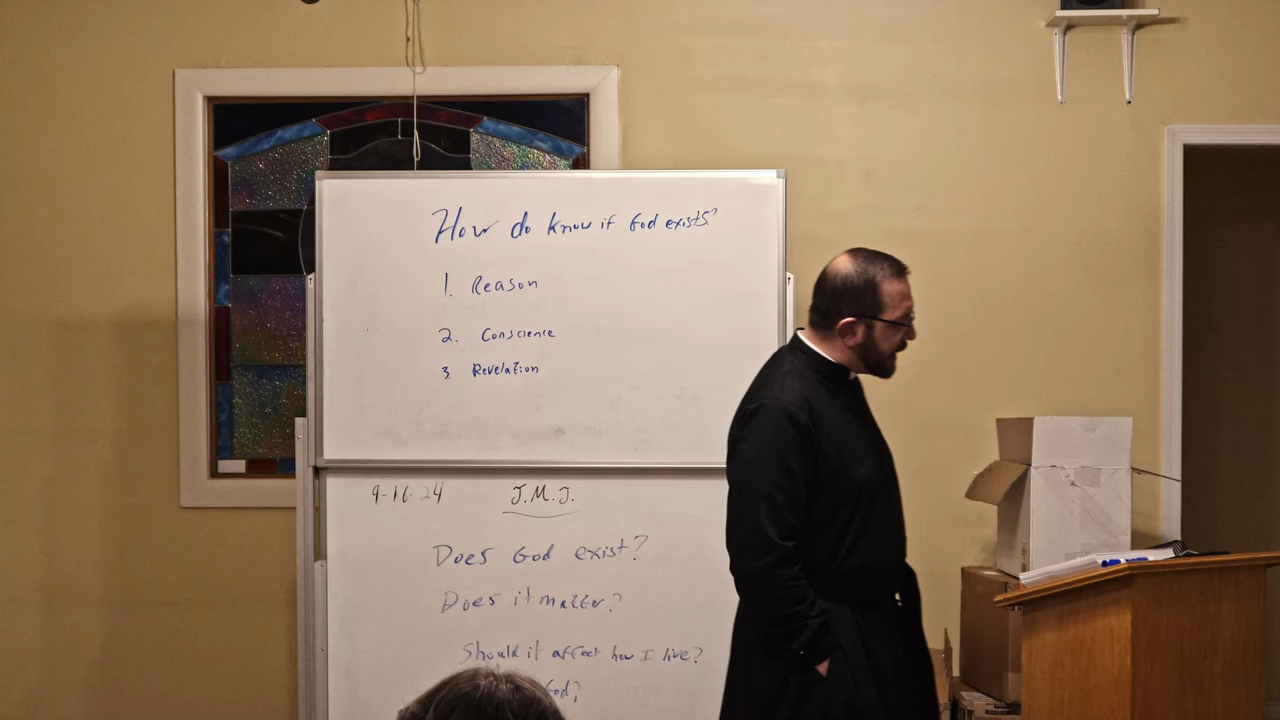 How do know if God exists?
1. Reason
2. Conscience
3. Revelation
9-16-24 J.M.J.
Does God exist?
Does it matter?
Should it affect how I live?
God?